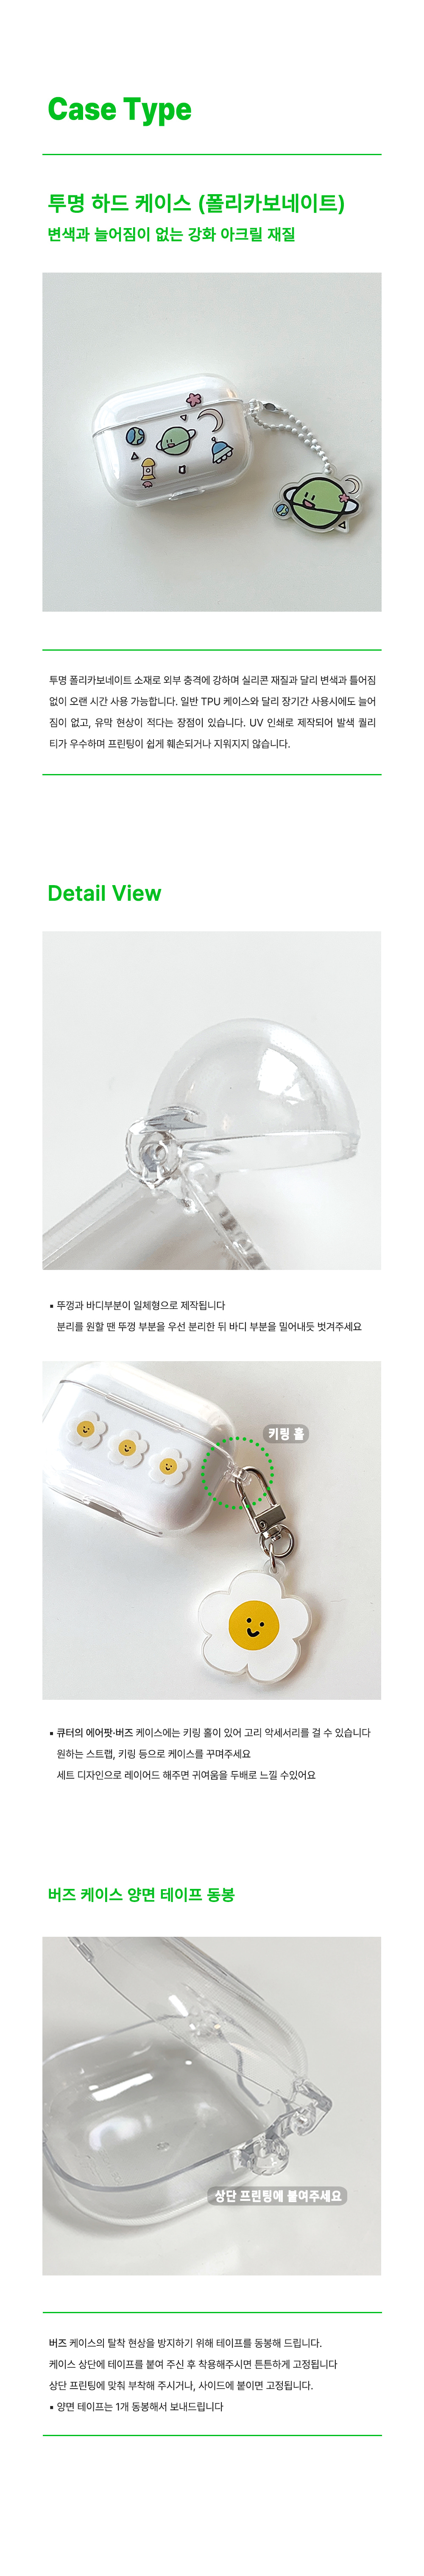 Case Type
투명 하드 케이스 (폴리카보네이트)
변색과 늘어짐이 없는 강화 아크릴 재질
투명 폴리카보네이트 소재로 외부 충격에 강하며 실리콘 재질과 달리 변색과 틀어짐
없이 오랜 시간 사용 가능합니다. 일반 TPU 케이스와 달리 장기간 사용시에도 늘어
짐이 없고, 유막 현상이 적다는 장점이 있습니다. UV 인쇄로 제작되어 발색 퀄리
티가 우수하며 프린팅이 쉽게 훼손되거나 지워지지 않습니다.
Detail View
▪ 뚜껑과 바디부분이 일체형으로 제작됩니다
분리를 원할 땐 뚜껑 부분을 우선 분리한 뒤 바디 부분을 밀어내듯 벗겨주세요
키링 홀
▪ 큐터의 에어팟·버즈 케이스에는 키링 홀이 있어 고리 악세서리를 걸 수 있습니다
원하는 스트랩, 키링 등으로 케이스를 꾸며주세요
세트 디자인으로 레이어드 해주면 귀여움을 두배로 느낄 수있어요
버즈 케이스 양면 테이프 동봉
상단 프린팅에 붙여주세요
버즈 케이스의 탈착 현상을 방지하기 위해 테이프를 동봉해 드립니다.
케이스 상단에 테이프를 붙여 주신 후 착용해주시면 튼튼하게 고정됩니다
상단 프린팅에 맞춰 부착해 주시거나, 사이드에 붙이면 고정됩니다.
▪ 양면 테이프는 1개 동봉해서 보내드립니다